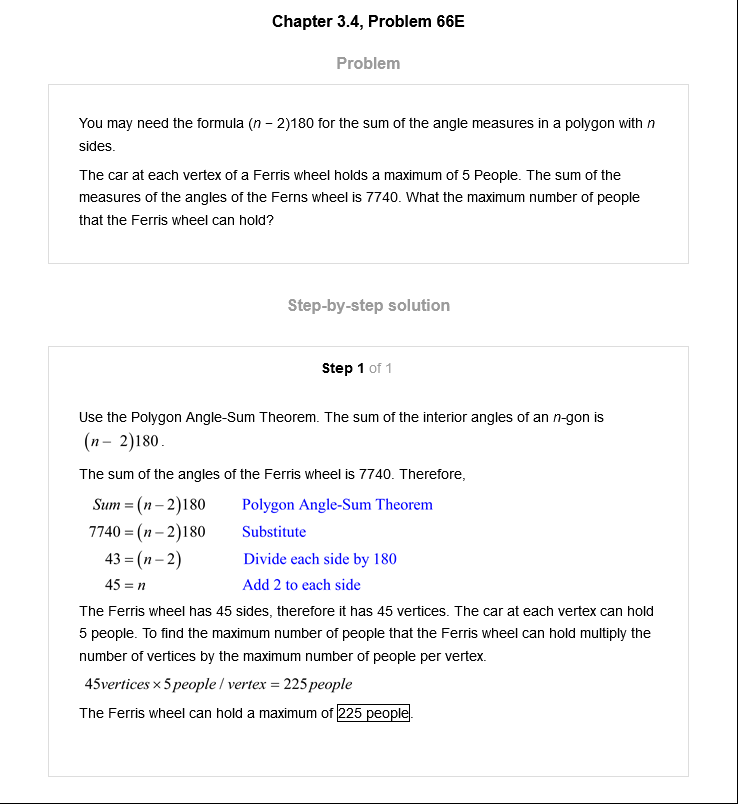 Chapter 3.4, Problem 66E
Problem
You may need the formula (n − 2)180 for the sum of the angle measures in a polygon with n
sides.
The car at each vertex of a Ferris wheel holds a maximum of 5 People. The sum of the
measures of the angles of the Ferns wheel is 7740. What the maximum number of people
that the Ferris wheel can hold?
Step-by-step solution
Step 1 of 1
Use the Polygon Angle-Sum Theorem. The sum of the interior angles of an n-gon is
(n − 2)180.
The sum of the angles of the Ferris wheel is 7740. Therefore,
Sum = (n − 2)180 Polygon Angle-Sum Theorem
7740 = (n − 2)180 Substitute
43 = (n − 2) Divide each side by 180
45 = n Add 2 to each side
The Ferris wheel has 45 sides, therefore it has 45 vertices. The car at each vertex can hold
5 people. To find the maximum number of people that the Ferris wheel can hold multiply the
number of vertices by the maximum number of people per vertex.
45vertices × 5 people / vertex = 225 people
The Ferris wheel can hold a maximum of 225 people.